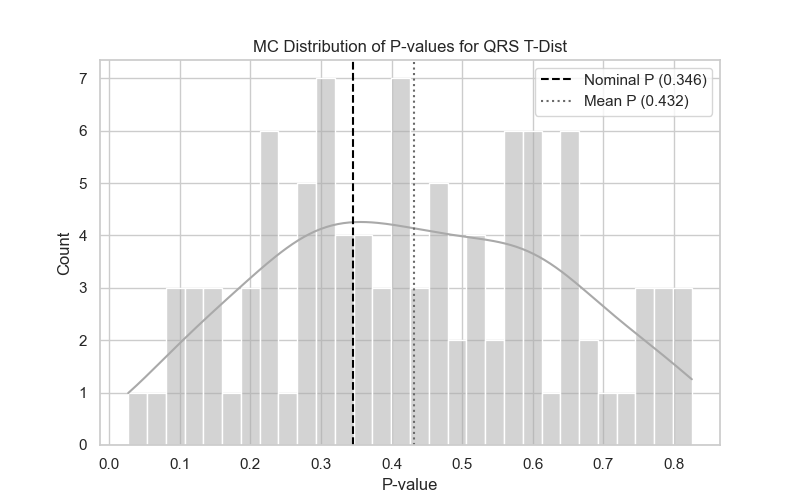 MC Distribution of P-values for QRS T-Dist
Nominal P (0.346)
Mean P (0.432)
Count
7
6
5
4
3
2
1
0
0.0 0.1 0.2 0.3 0.4 0.5 0.6 0.7 0.8
P-value